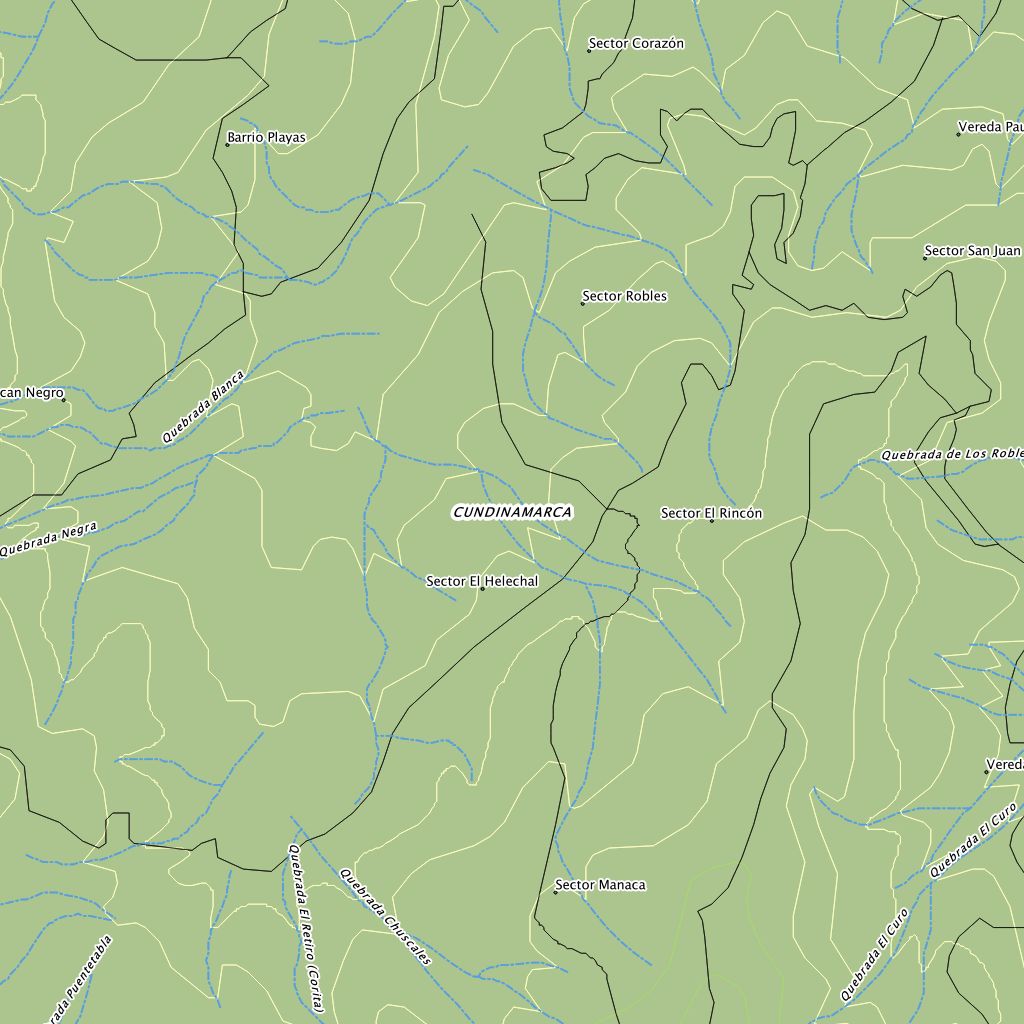 Sector Corazón
Vereda Pau
Barrio Playas
Sector San Juan
Sector Robles
can Negro
Quebrada Blanca
Quebrada de Los Roble
CUNDINAMARCA
Sector El Rincón
Quebrada Negra
Sector El Helechal
Vereda
Quebrada El Curo
Sector Manaca
Quebrada El Retiro (Corita)
Quebrada Chuscales
Quebrada El Curo
rada Puentetabla